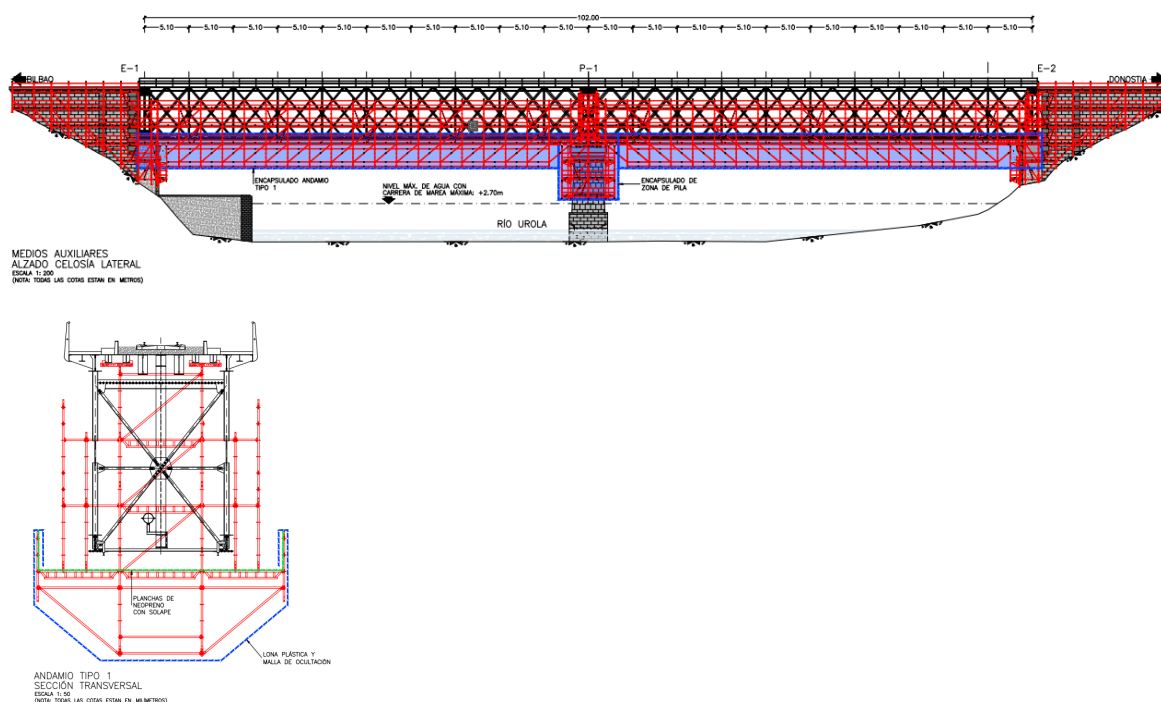 102.00
5.10 5.10 5.10 5.10 5.10 5.10 5.10 5.10 5.10 5.10 5.10 5.10 5.10 5.10 5.10 5.10 5.10 5.10 5.10 5.10
E-1 P-1 E-2
BILBAO DONOSTIA
ENCAPSULADO ANDAMIO
TIPO 1
NIVEL MÁX. DE AGUA CON
CARRERA DE MAREA MÁXIMA: +2.70m
ENCAPSULADO DE
ZONA DE PILA
RÍO UROLA
MEDIOS AUXILIARES
ALZADO CELOSÍA LATERAL
ESCALA 1: 200
(NOTA: TODAS LAS COTAS ESTAN EN METROS)
PLANCHAS DE
NEOPRENO
CON SOLAPE
LONA PLÁSTICA Y
MALLA DE OCULTACIÓN
ANDAMIO TIPO 1
SECCIÓN TRANSVERSAL
ESCALA 1: 50
(NOTA: TODAS LAS COTAS ESTAN EN MILIMETROS)